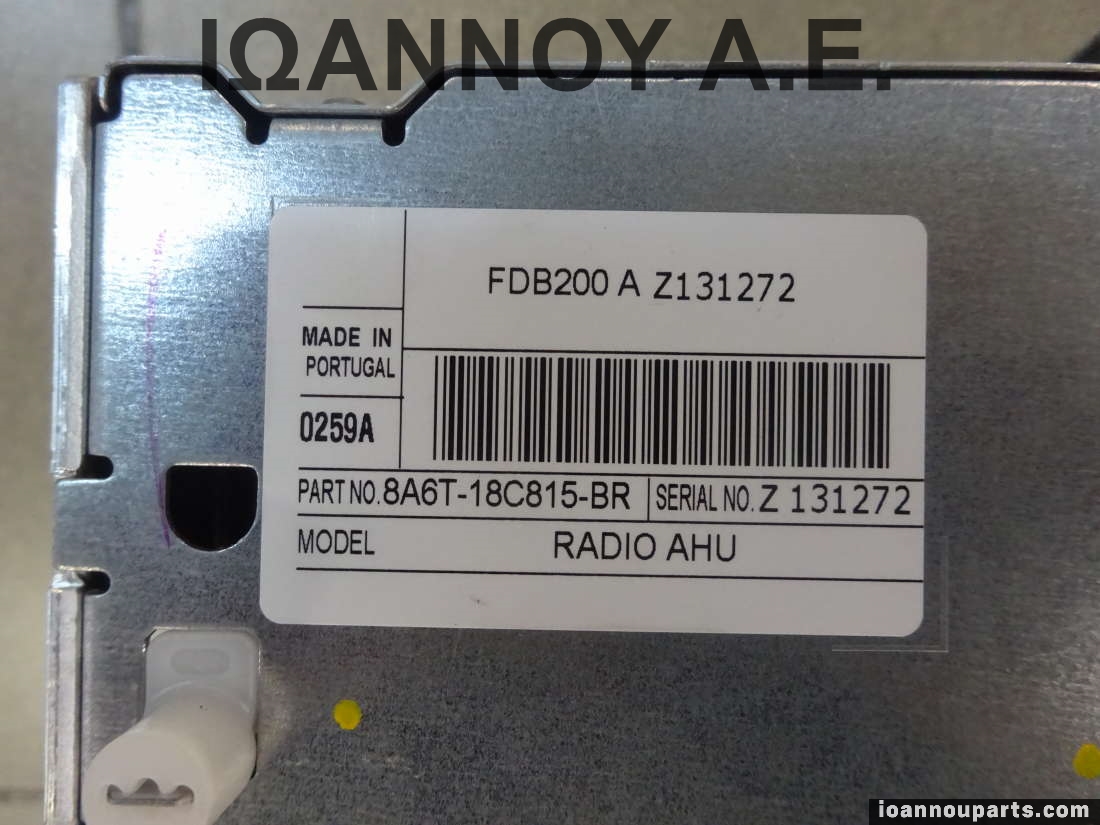 ΙΩΑΝΝΟΥ Α.Ε.
FDB200 A Z131272
MADE IN
PORTUGAL
0259A
PART NO. 8A6T-18C815-BR SERIAL NO. Z 131272
MODEL RADIO AHU
ioannouparts.com